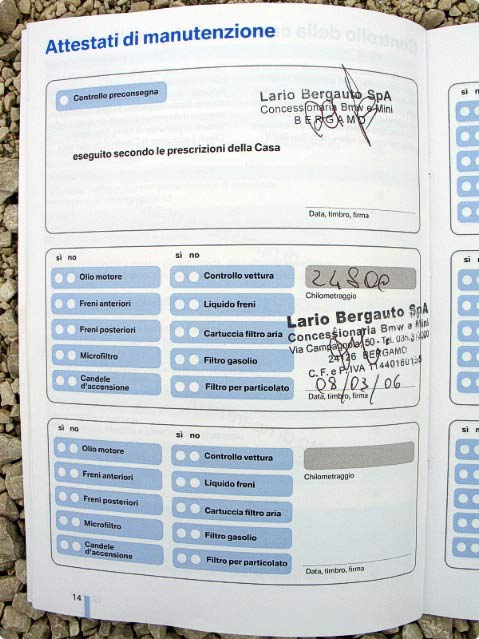 Attestati di manutenzione
Controllo preconsegna
Lario Bergauto SpA
Concessionaria Bmw e Mini
BERGAMO
eseguito secondo le prescrizioni della Casa
Data, timbro, firma
sì no
sì no
Olio motore
Controllo vettura
24800
Chilometraggio
Freni anteriori
Liquido freni
Lario Bergauto SpA
Concessionaria Bmw e Mini
Freni posteriori
Cartuccia filtro aria
Via
50 - Tel.
24126 BERGAMO
Microfiltro
Filtro gasolio
C.F. e P. IVA
08/03/06
Candele
d'accensione
Filtro per particolato
Data, timbro, firma
sì no
sì no
Olio motore
Controllo vettura
Chilometraggio
Freni anteriori
Liquido freni
Freni posteriori
Cartuccia filtro aria
Microfiltro
Filtro gasolio
Candele
d'accensione
Filtro per particolato
Data, timbro, firma
14
sì
sì
sì